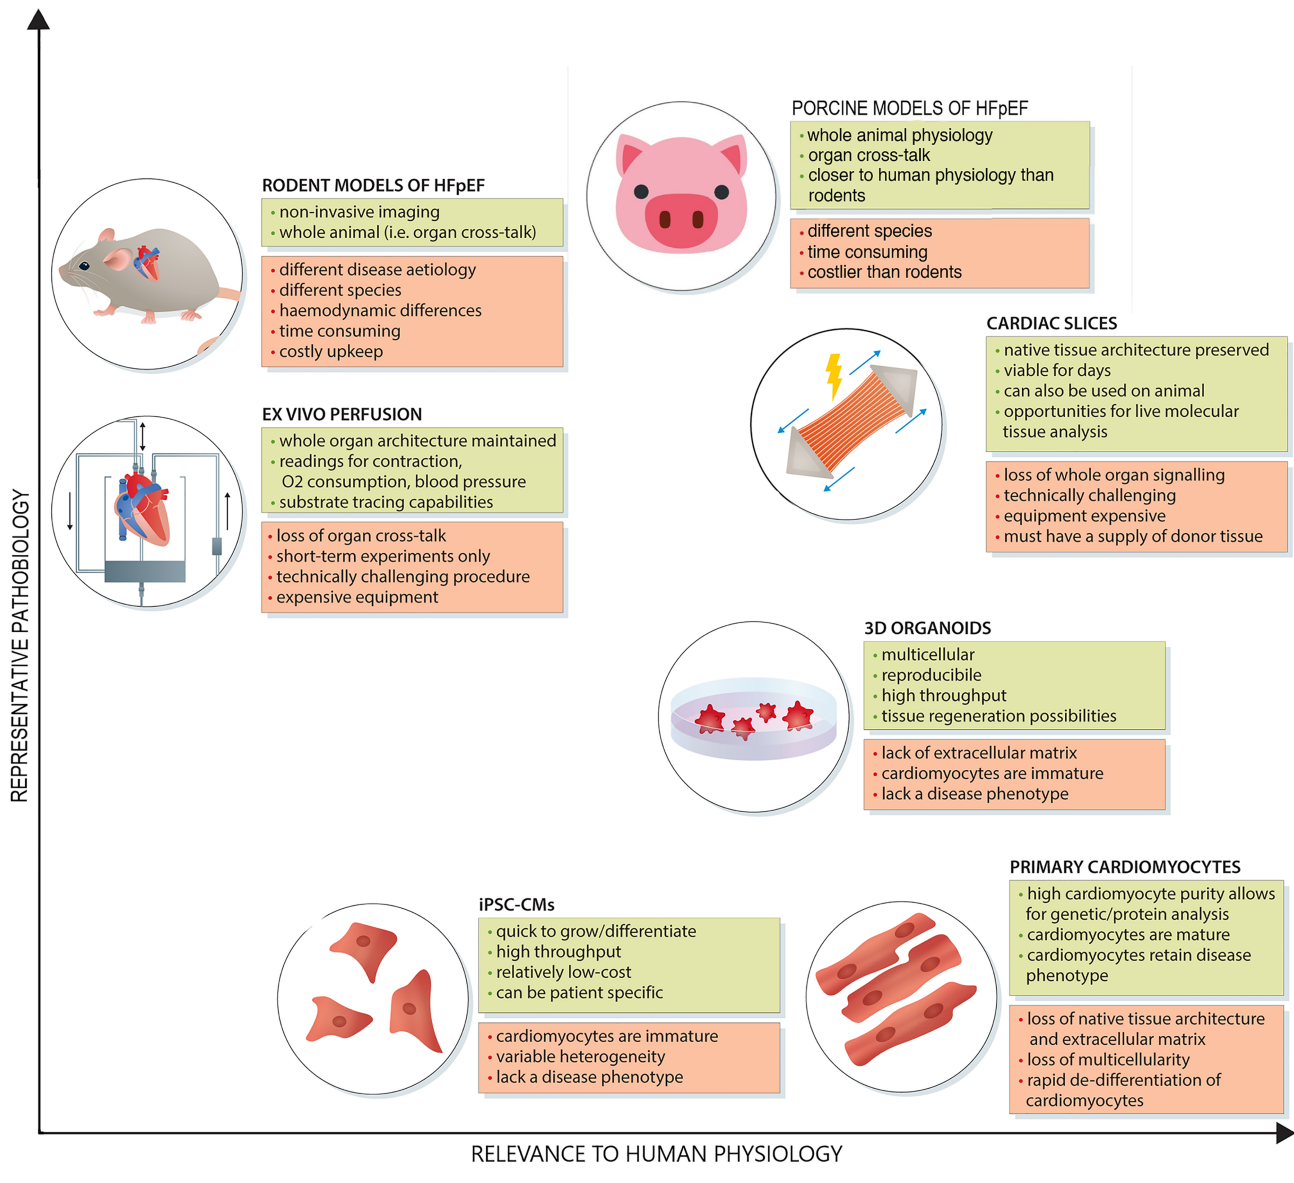 PORCINE MODELS OF HFpEF
• whole animal physiology
• organ cross-talk
• closer to human physiology than
rodents
• different species
• time consuming
• costlier than rodents
RODENT MODELS OF HFpEF
• non-invasive imaging
• whole animal (i.e. organ cross-talk)
• different disease aetiology
• different species
• haemodynamic differences
• time consuming
• costly upkeep
CARDIAC SLICES
• native tissue architecture preserved
• viable for days
• can also be used on animal
• opportunities for live molecular
tissue analysis
• loss of whole organ signalling
• technically challenging
• equipment expensive
• must have a supply of donor tissue
EX VIVO PERFUSION
• whole organ architecture maintained
• readings for contraction,
O2 consumption, blood pressure
• substrate tracing capabilities
• loss of organ cross-talk
• short-term experiments only
• technically challenging procedure
• expensive equipment
3D ORGANOIDS
• multicellular
• reproducibile
• high throughput
• tissue regeneration possibilities
• lack of extracellular matrix
• cardiomyocytes are immature
• lack a disease phenotype
iPSC-CMs
• quick to grow/differentiate
• high throughput
• relatively low-cost
• can be patient specific
• cardiomyocytes are immature
• variable heterogeneity
• lack a disease phenotype
PRIMARY CARDIOMYOCYTES
• high cardiomyocyte purity allows
for genetic/protein analysis
• cardiomyocytes are mature
• cardiomyocytes retain disease
phenotype
• loss of native tissue architecture
and extracellular matrix
• loss of multicellularity
• rapid de-differentiation of
cardiomyocytes
REPRESENTATIVE PATHOBIOLOGY
RELEVANCE TO HUMAN PHYSIOLOGY